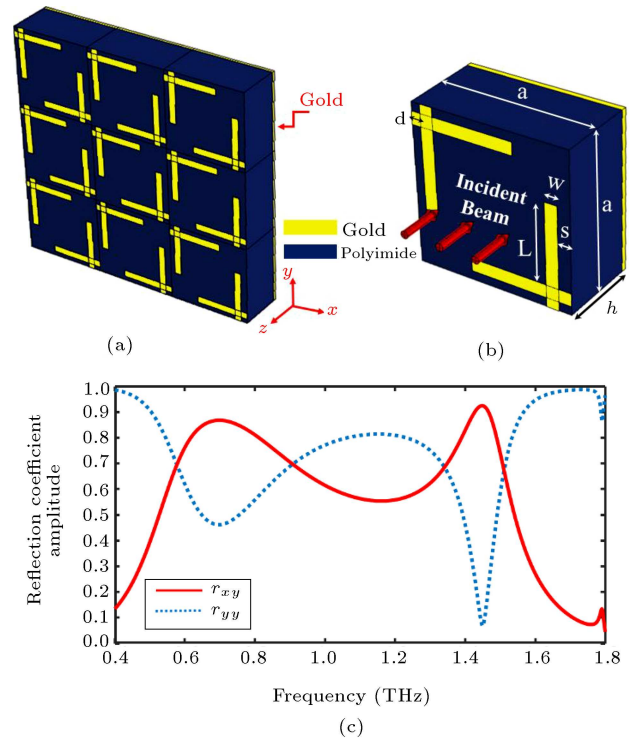 Gold
Gold
Polyimide
y
x
z
(a)
a
d
W
Incident
Beam
a
L
S
h
(b)
1.0
0.9
0.8
0.7
0.6
0.5
0.4
0.3
0.2
0.1
0.0
Reflection coefficient
amplitude
r_xy
r_yy
0.4 0.6 0.8 1.0 1.2 1.4 1.6 1.8
Frequency (THz)
(c)